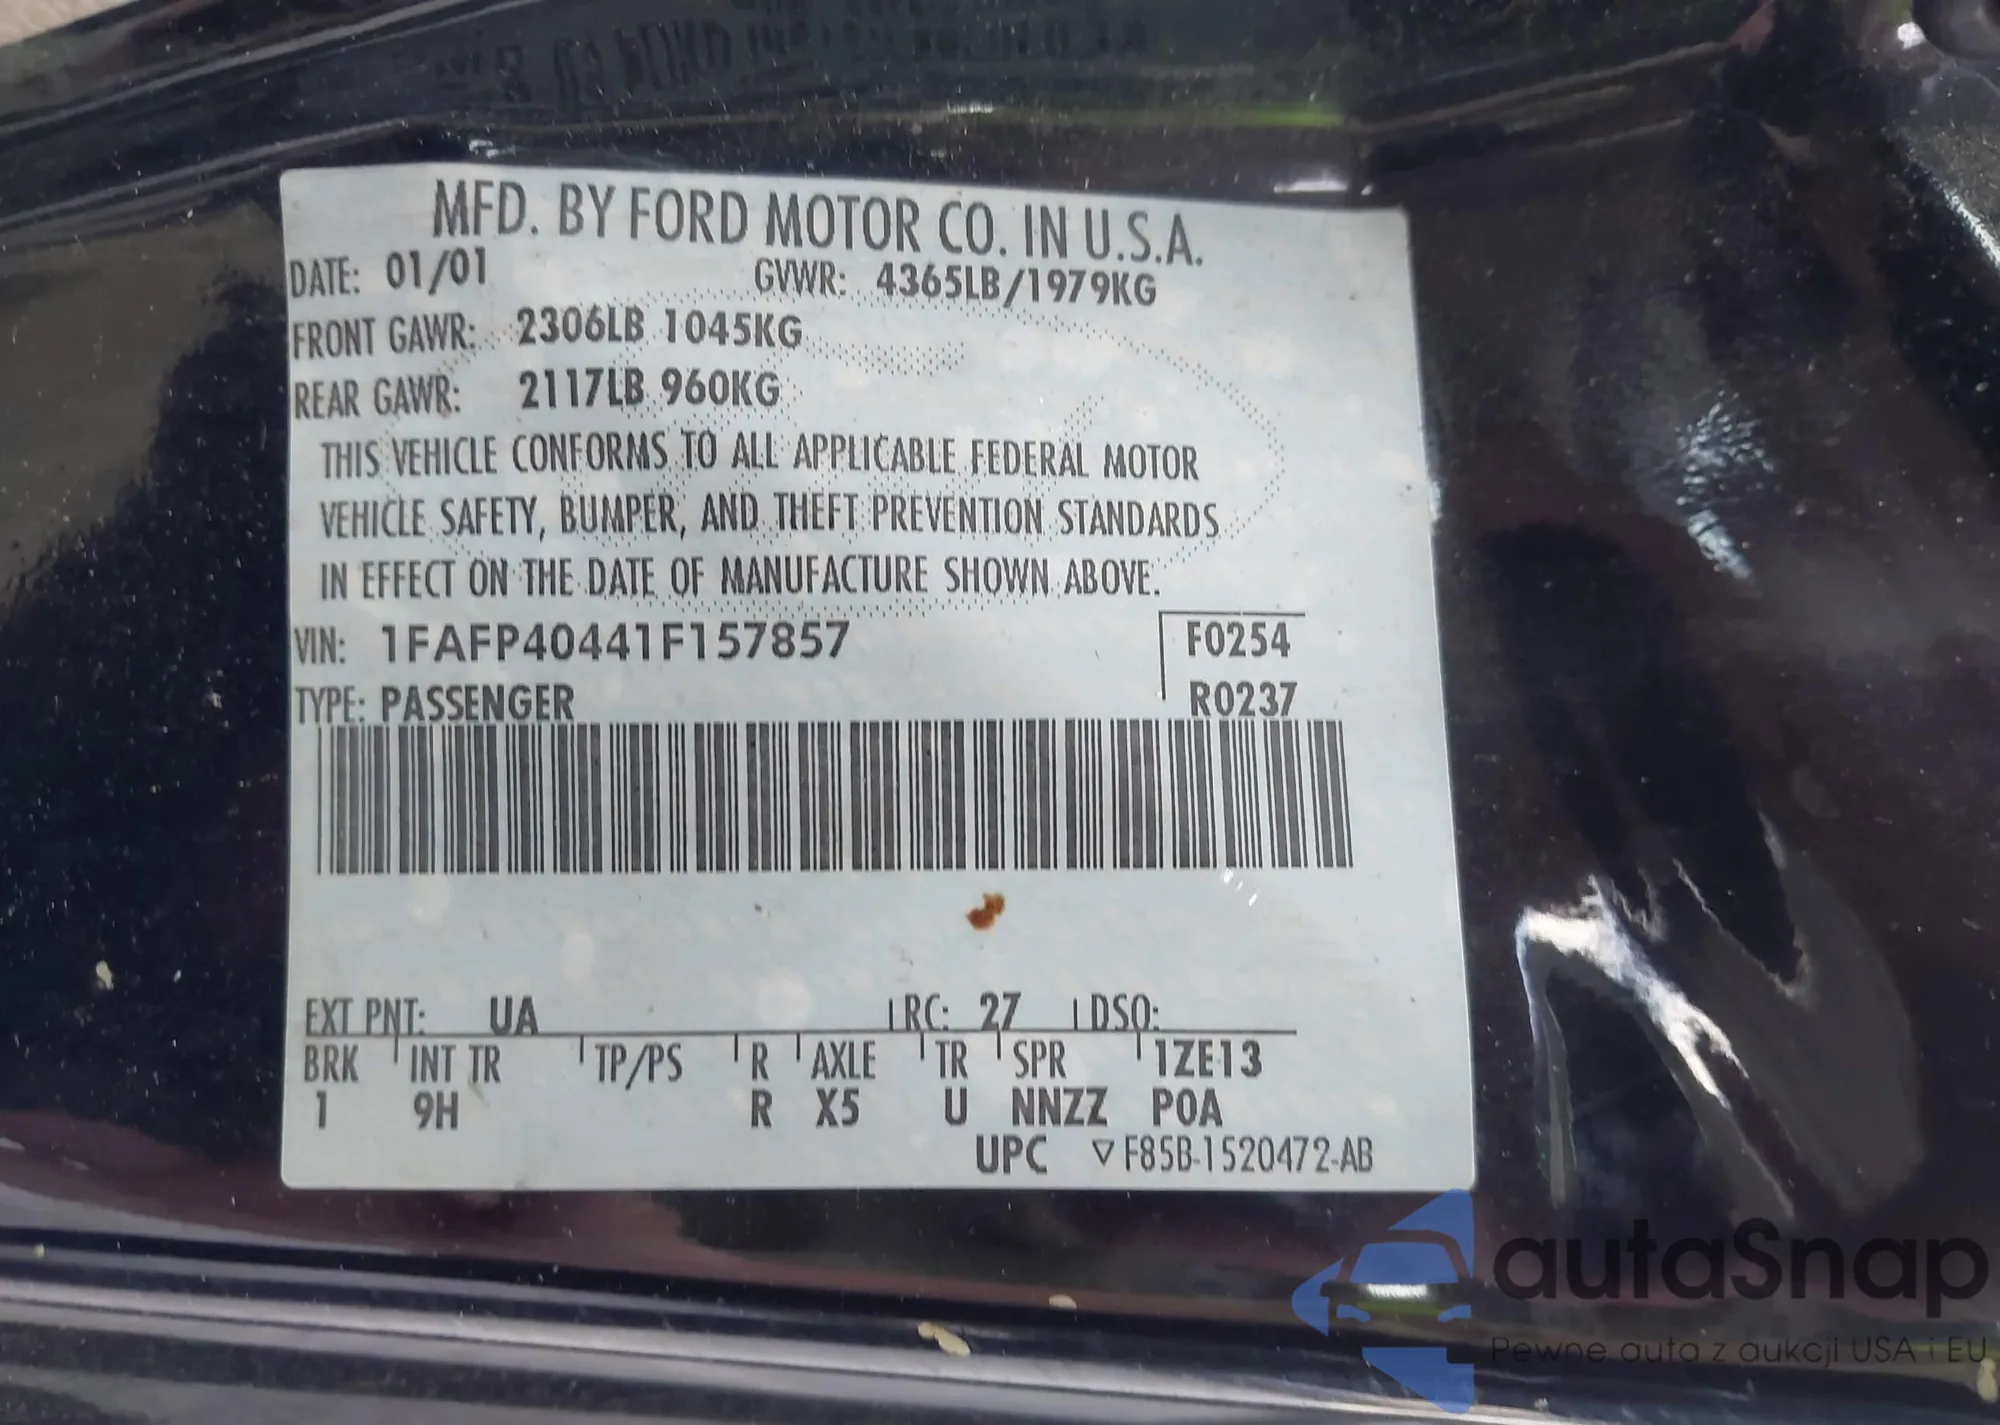 MFD. BY FORD MOTOR CO. IN U.S.A.
DATE: 01/01 GVWR: 4365LB/1979KG
FRONT GAWR: 2306LB 1045KG
REAR GAWR: 2117LB 960KG
THIS VEHICLE CONFORMS TO ALL APPLICABLE FEDERAL MOTOR
VEHICLE SAFETY, BUMPER, AND THEFT PREVENTION STANDARDS
IN EFFECT ON THE DATE OF MANUFACTURE SHOWN ABOVE.
VIN: 1FAFP40441F157857 F0254
TYPE: PASSENGER R0237
EXT PNT: UA RC: 27 DSO:
BRK INT TR TP/PS R AXLE TR SPR 1ZE13
1 9H R X5 U NNZZ P0A
UPC ▽ F85B-1520472-AB
autaSnap
Pewne auta z aukcji USA i EU